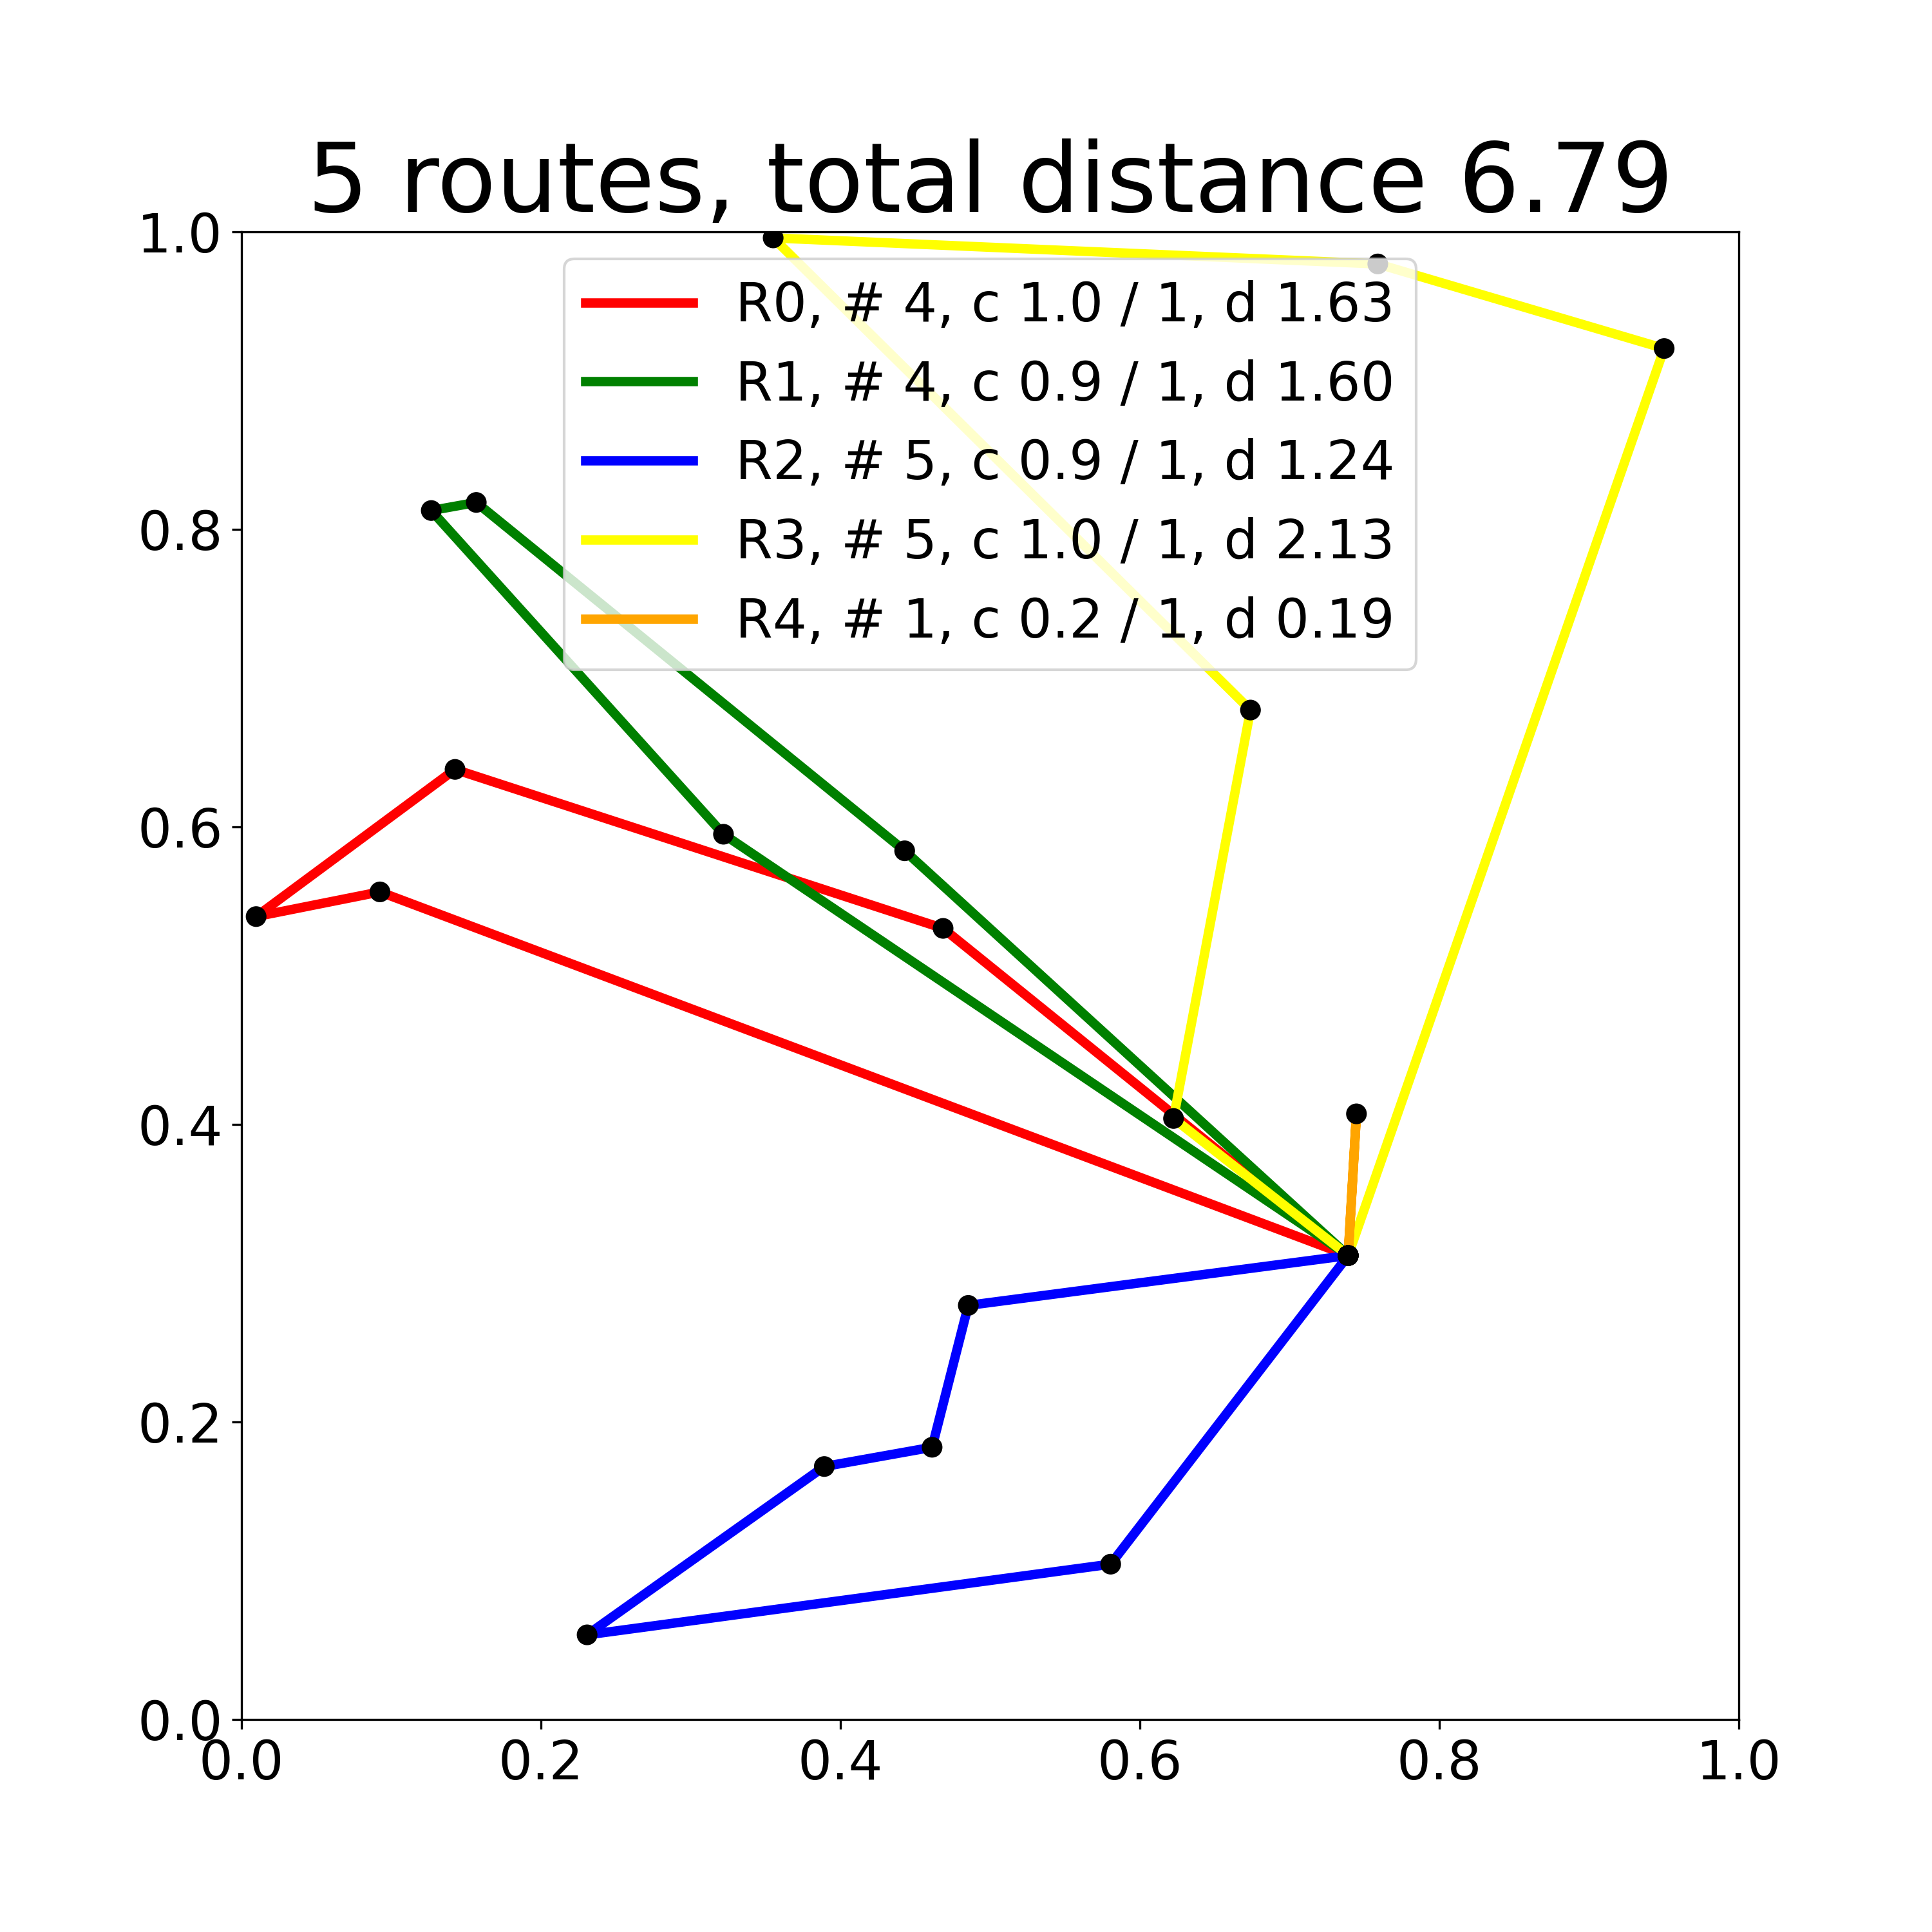 5 routes, total distance 6.79
1.0
R0, # 4, c 1.0 / 1, d 1.63
R1, # 4, c 0.9 / 1, d 1.60
R2, # 5, c 0.9 / 1, d 1.24
0.8
R3, # 5, c 1.0 / 1, d 2.13
R4, # 1, c 0.2 / 1, d 0.19
0.6
0.4
0.2
0.0
0.0 0.2 0.4 0.6 0.8 1.0